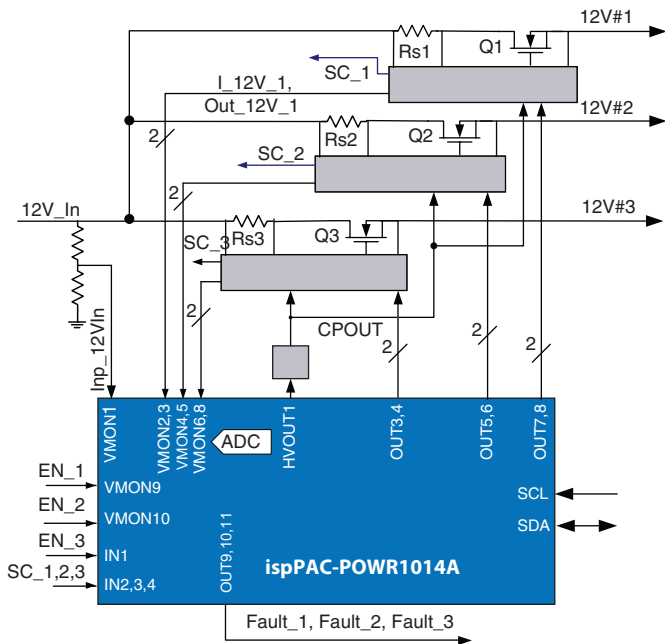 12V#1
Rs1
Q1
SC_1
I_12V_1,
Out_12V_1
12V#2
Rs2
Q2
2
SC_2
2
12V_In
12V#3
Rs3
Q3
SC_3
2
CPOUT
2
2
2
Inp_12VIn
VMON1
VMON2,3
VMON4,5
VMON6,8
ADC
HVOUT1
OUT3,4
OUT5,6
OUT7,8
EN_1
VMON9
SCL
EN_2
VMON10
SDA
EN_3
IN1
OUT9,10,11
ispPAC-POWR1014A
SC_1,2,3
IN2,3,4
Fault_1, Fault_2, Fault_3